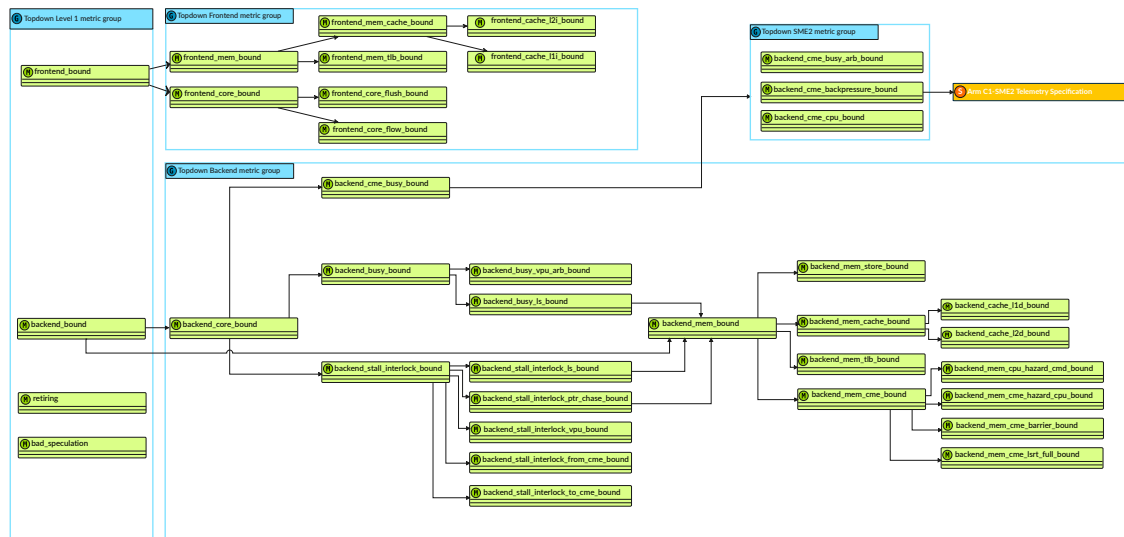 Topdown Level 1 metric group
frontend_bound
backend_bound
retiring
bad_speculation
Topdown Frontend metric group
frontend_mem_cache_bound
frontend_cache_l2i_bound
frontend_mem_bound
frontend_mem_tlb_bound
frontend_cache_l1i_bound
frontend_core_bound
frontend_core_flush_bound
frontend_core_flow_bound
Topdown SME2 metric group
backend_cme_busy_arb_bound
backend_cme_backpressure_bound
backend_cme_cpu_bound
Arm C1-SME2 Telemetry Specification
Topdown Backend metric group
backend_cme_busy_bound
backend_busy_bound
backend_busy_vpu_arb_bound
backend_busy_ls_bound
backend_core_bound
backend_mem_bound
backend_mem_store_bound
backend_mem_cache_bound
backend_cache_l1d_bound
backend_cache_l2d_bound
backend_mem_tlb_bound
backend_stall_interlock_bound
backend_stall_interlock_ls_bound
backend_stall_interlock_ptr_chase_bound
backend_stall_interlock_vpu_bound
backend_stall_interlock_from_cme_bound
backend_stall_interlock_to_cme_bound
backend_mem_cme_bound
backend_mem_cpu_hazard_cmd_bound
backend_mem_cme_hazard_cpu_bound
backend_mem_cme_barrier_bound
backend_mem_cme_lsrt_full_bound